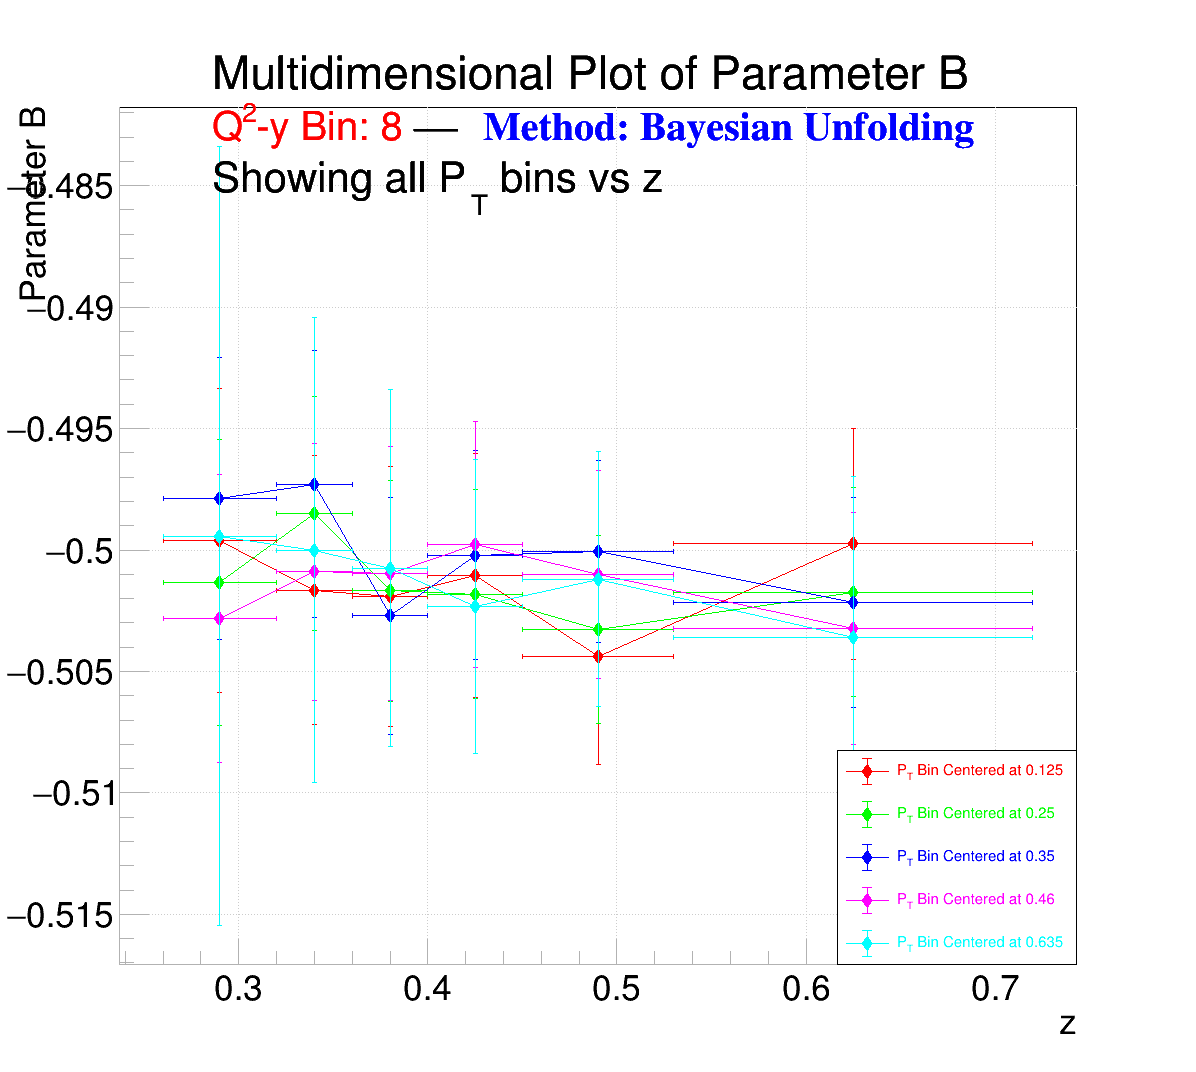 Multidimensional Plot of Parameter B
Q2-y Bin: 8 — Method: Bayesian Unfolding
Showing all PT bins vs z
Parameter B
−0.485
−0.49
−0.495
−0.5
−0.505
−0.51
−0.515
PT Bin Centered at 0.125
PT Bin Centered at 0.25
PT Bin Centered at 0.35
PT Bin Centered at 0.46
PT Bin Centered at 0.635
0.3 0.4 0.5 0.6 0.7
z